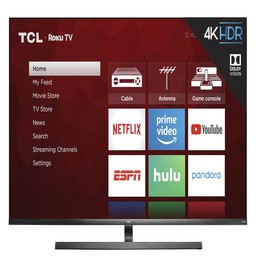 TCL • Roku TV
4K HDR
DOLBY
VISION
Home
My Feed
Movie Store
TV Store
News
Search
Streaming Channels
Settings
Cable
Antenna
Game console
NETFLIX
prime video
YouTube
ESPN
hulu
pandora
TCL